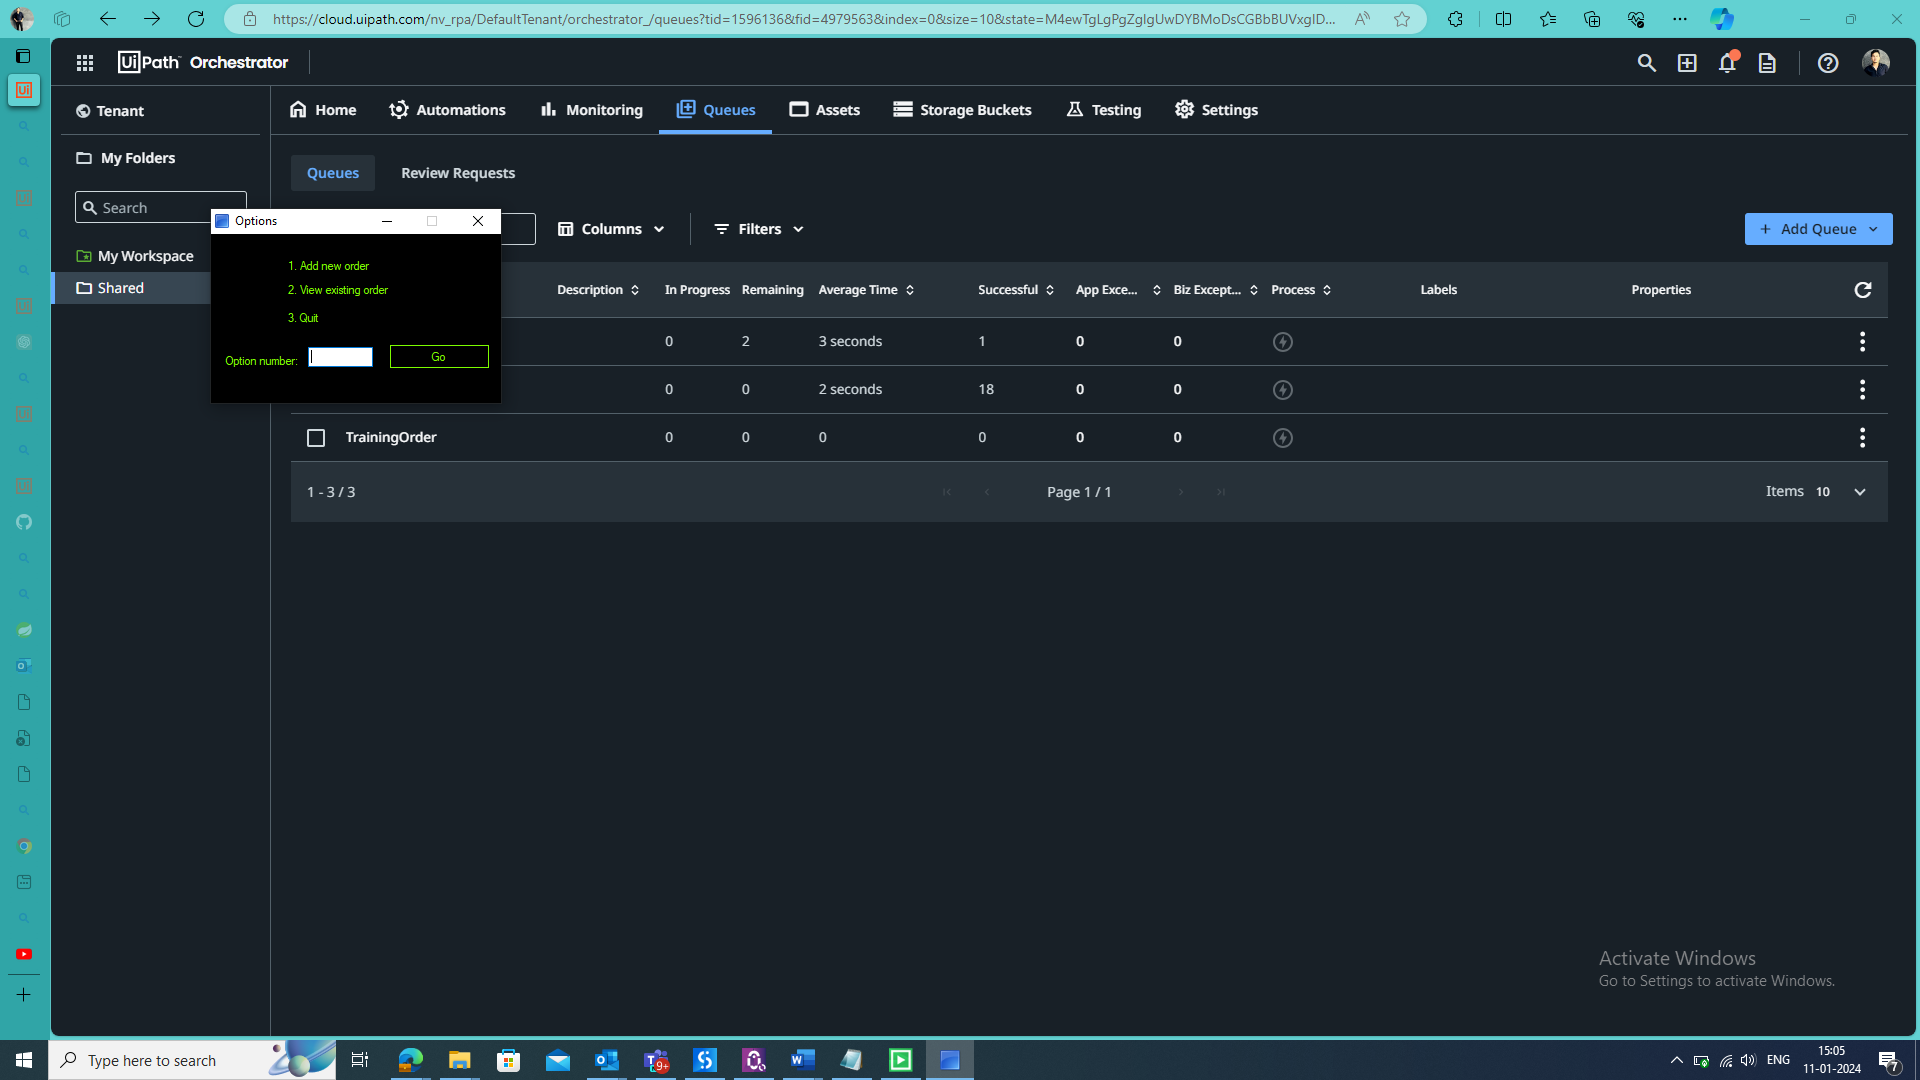 https://cloud.uipath.com/nv_rpa/DefaultTenant/orchestrator_/queues?tid=1596136&fid=4979563&index=0&size=10&state=M4ewTgLgPgZglgUwDYBMoDsCGBbBUVxgID...
UiPath Orchestrator
Tenant
Home
Automations
Monitoring
Queues
Assets
Storage Buckets
Testing
Settings
My Folders
Queues
Review Requests
Search
Options
Columns
Filters
Add Queue
My Workspace
Shared
1. Add new order
2. View existing order
3. Quit
Option number:
Go
Description
In Progress
Remaining
Average Time
Successful
App Exce...
Biz Except...
Process
Labels
Properties
0 2 3 seconds 1 0 0
0 0 2 seconds 18 0 0
TrainingOrder 0 0 0 0 0 0
1 - 3 / 3
Page 1 / 1
Items 10
Activate Windows
Go to Settings to activate Windows.
Type here to search
9+
ENG
15:05
11-01-2024
7